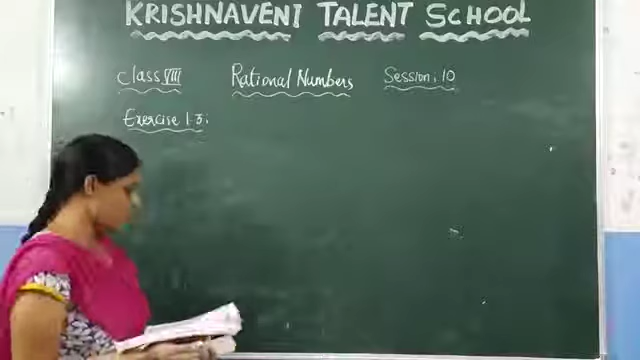 KRISHNAVENI TALENT SCHOOL
Class VIII Rational Numbers Session: 10
Exercise 1.3: